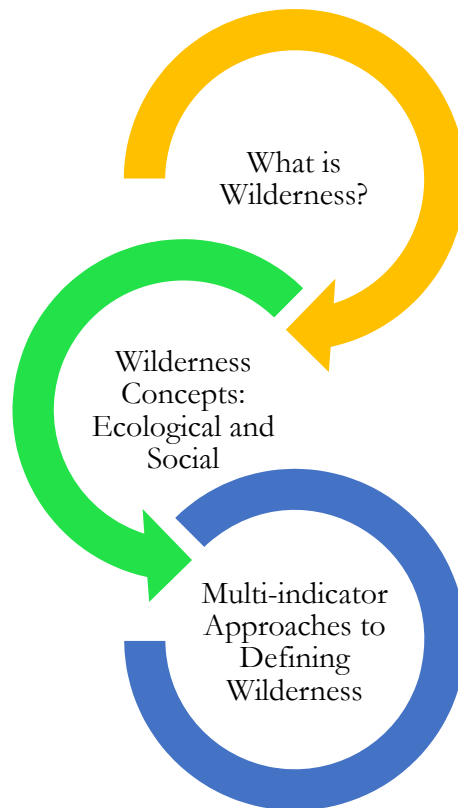 What is
Wilderness?
Wilderness
Concepts:
Ecological and
Social
Multi-indicator
Approaches to
Defining
Wilderness